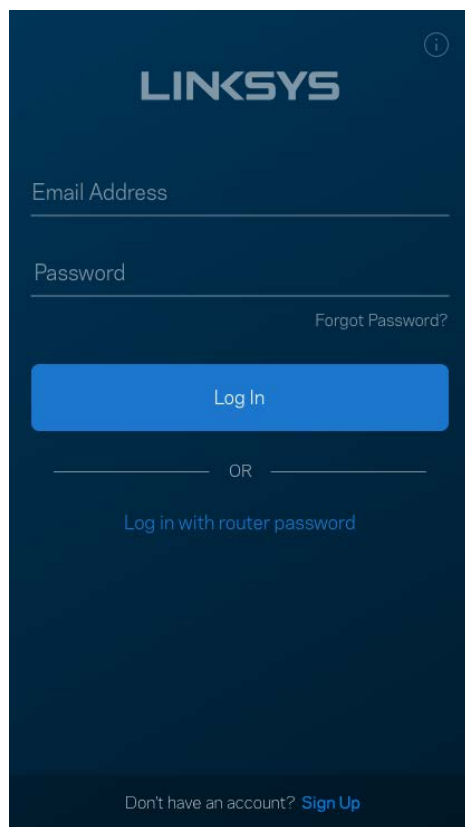 LINKSYS
Email Address
Password
Forgot Password?
Log In
OR
Log in with router password
Don't have an account? Sign Up